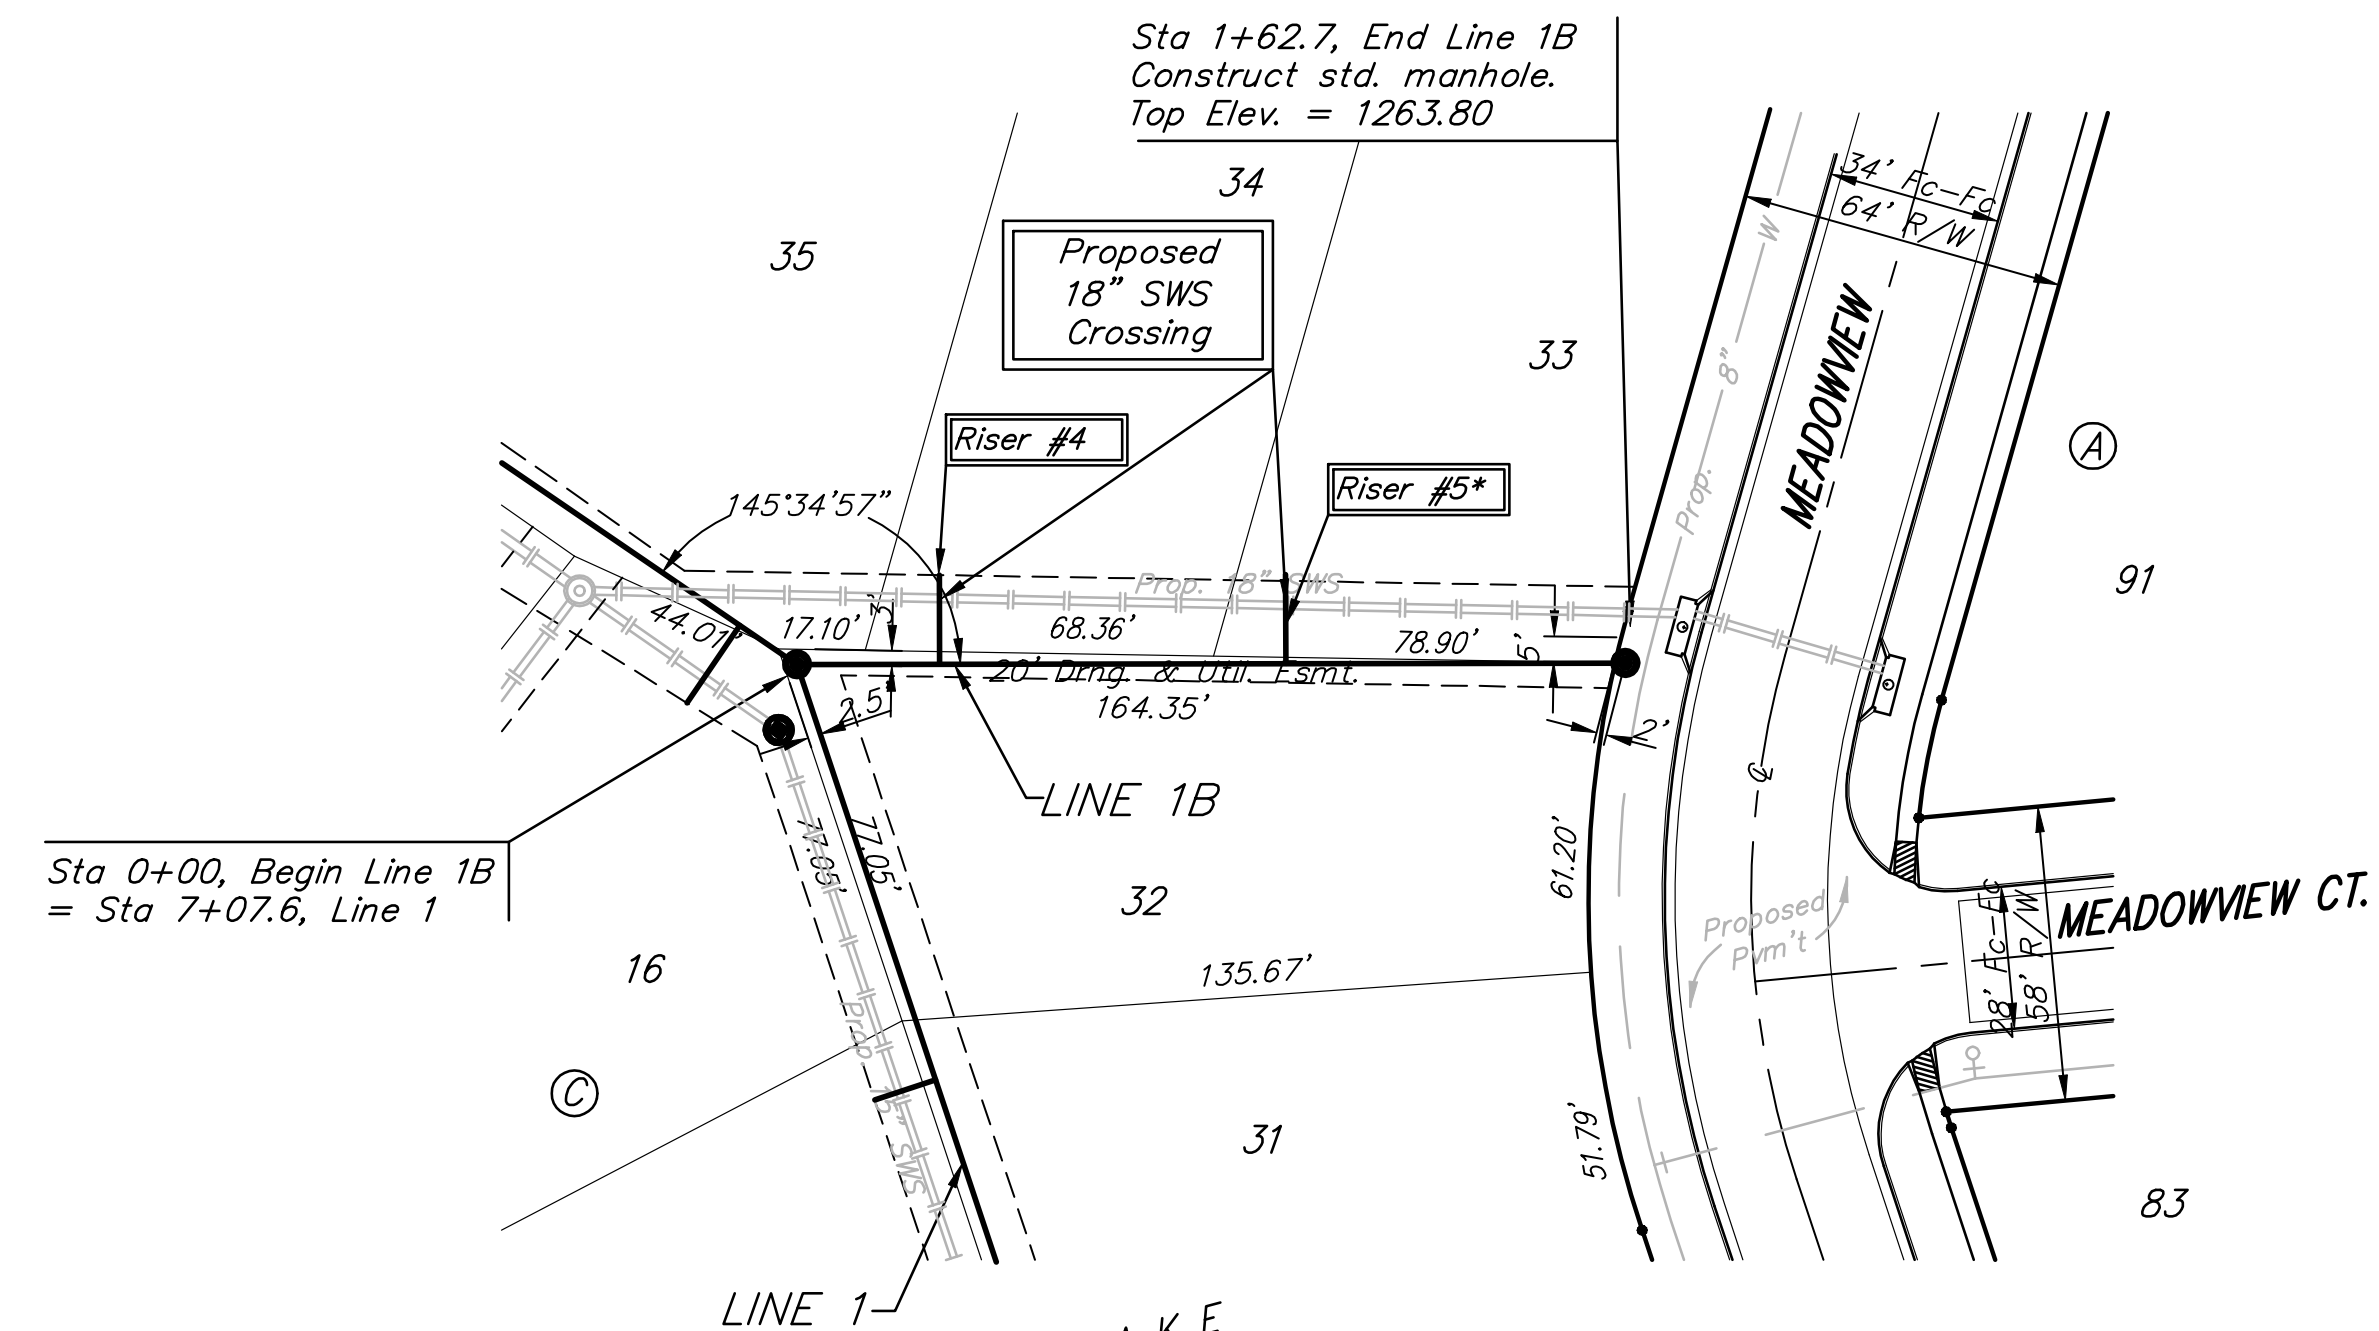 Sta 1+62.7, End Line 1B
Construct std. manhole.
Top Elev. = 1263.80
34
35
33
Proposed
18" SWS
Crossing
34' Fc-Fc
64' R/W
W
8"
Prop.
MEADOWVIEW
A
Riser #4
Riser #5*
145°34'57"
Prop. 18" SWS
91
44.01'
17.10'
3'
68.36'
78.90'
5'
20' Drng. & Util. Esmt.
164.35'
2.5'
2'
LINE 1B
℄
77.05'
77.05'
61.20'
Sta 0+00, Begin Line 1B
= Sta 7+07.6, Line 1
32
MEADOWVIEW CT.
28' Fc-Fc
58' R/W
Proposed
Pvm't
16
135.67'
Prop. 15" SWS
C
31
51.79'
83
LINE 1